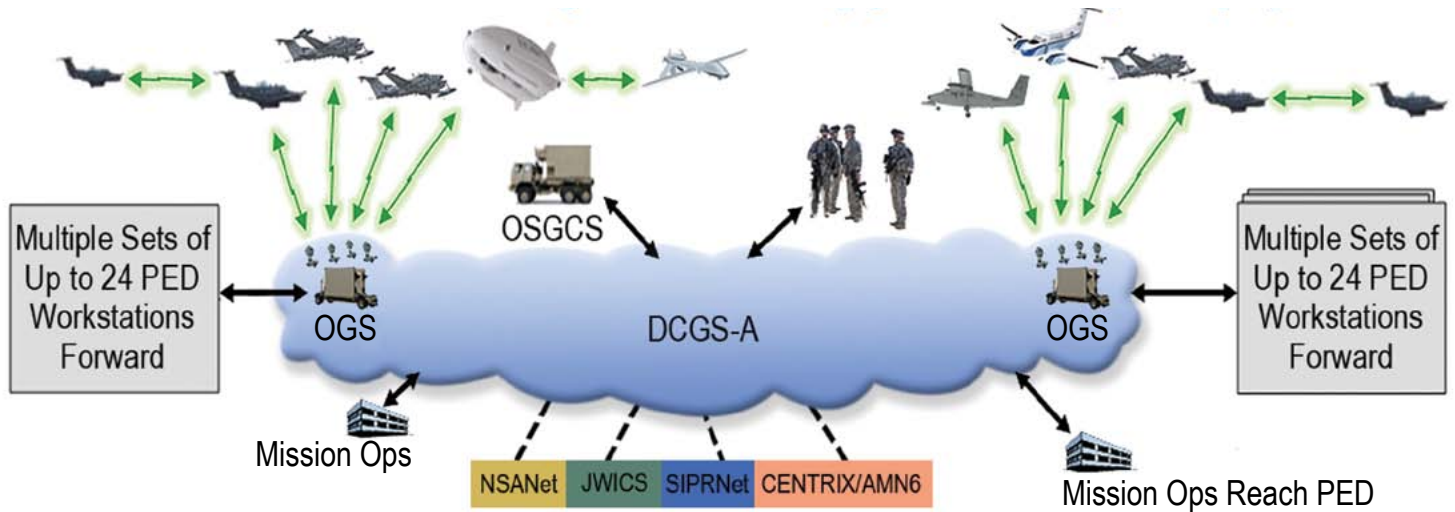 OSGCS
Multiple Sets of
Up to 24 PED
Workstations
Forward
OGS
DCGS-A
OGS
Multiple Sets of
Up to 24 PED
Workstations
Forward
Mission Ops
NSANet
JWICS
SIPRNet
CENTRIX/AMN6
Mission Ops Reach PED